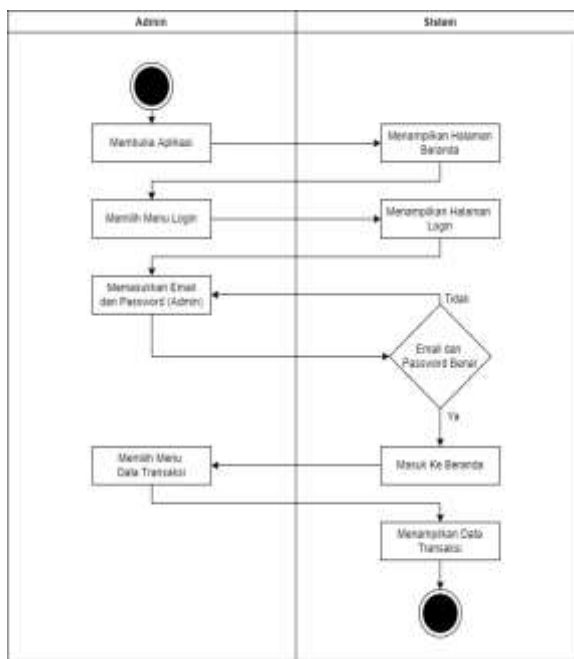 Admin
Sistem
Membuka Aplikasi
Menampilkan Halaman
Beranda
Memilih Menu Login
Menampilkan Halaman
Login
Memasukkan Email
dan Password (Admin)
Tidak
Email dan
Password Benar
Ya
Memilih Menu
Data Transaksi
Masuk Ke Beranda
Menampilkan Data
Transaksi